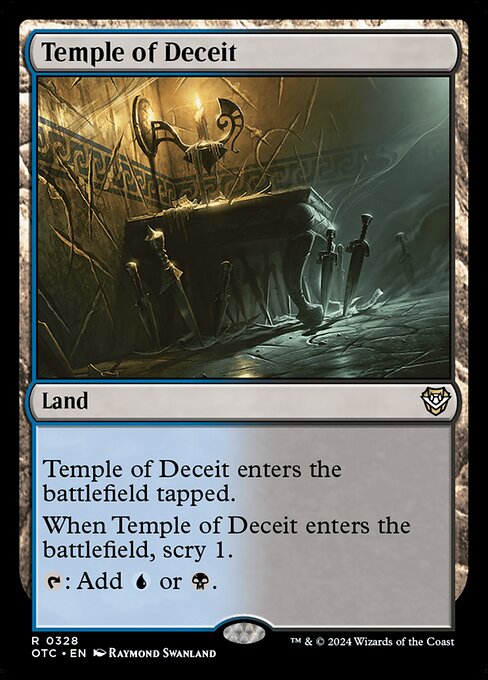 Temple of Deceit
Land
Temple of Deceit enters the
battlefield tapped.
When Temple of Deceit enters the
battlefield, scry 1.
: Add or .
R 0328
OTC • EN Raymond Swanland
™ & © 2024 Wizards of the Coast